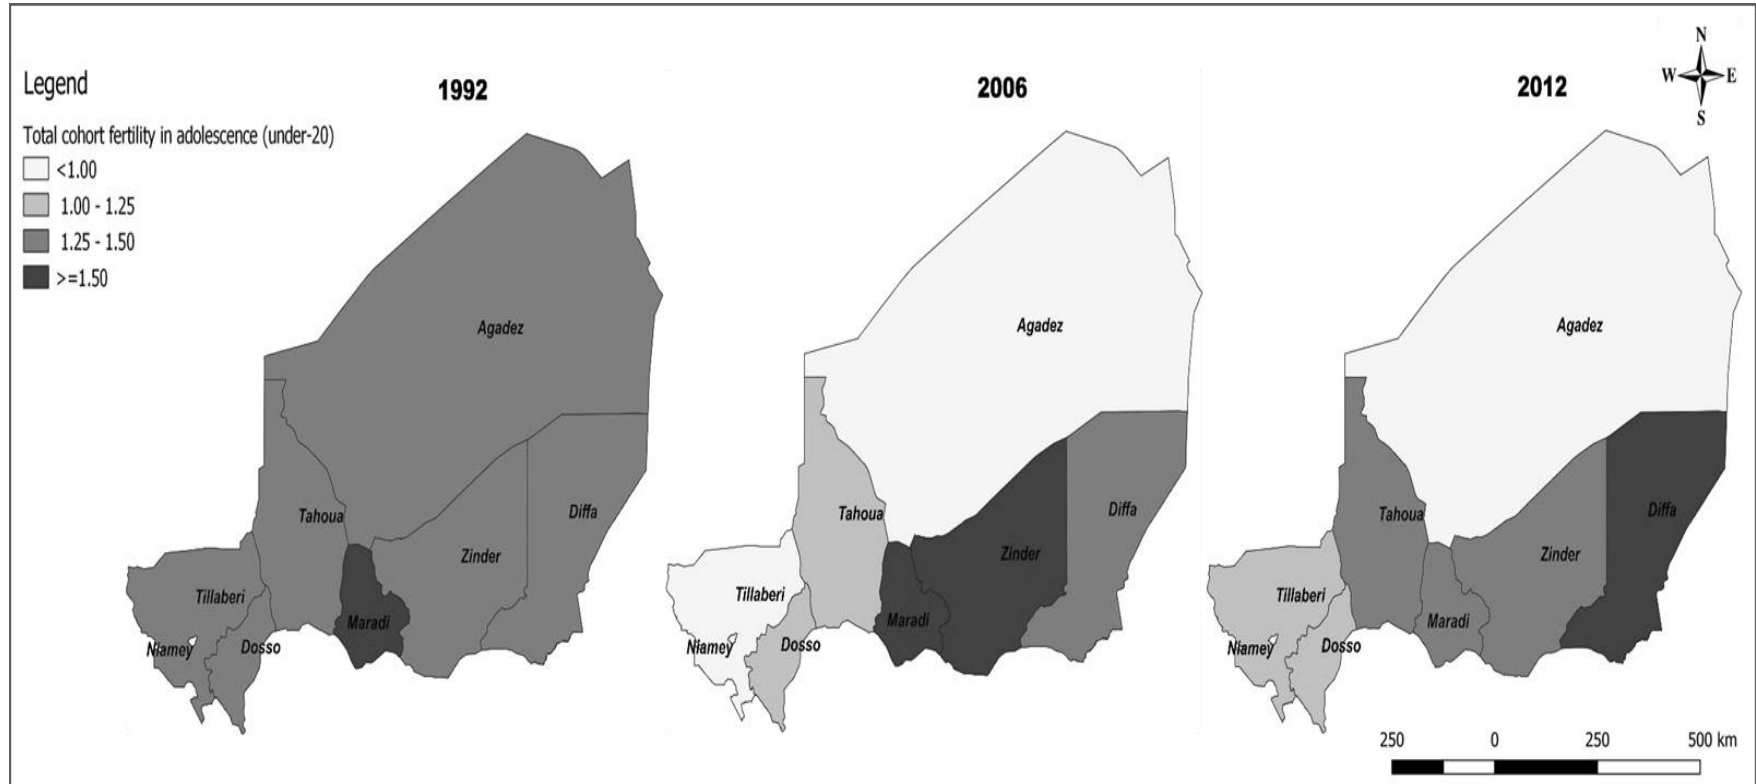 Legend
Total cohort fertility in adolescence (under-20)
<1.00
1.00 - 1.25
1.25 - 1.50
>=1.50
1992
Agadez
Tahoua
Diffa
Zinder
Tillaberi
Maradi
Niamey
Dosso
2006
Agadez
Tahoua
Diffa
Zinder
Tillaberi
Maradi
Niamey
Dosso
2012
Agadez
Tahoua
Diffa
Zinder
Tillaberi
Maradi
Niamey
Dosso
N
W E
S
250 0 250 500 km